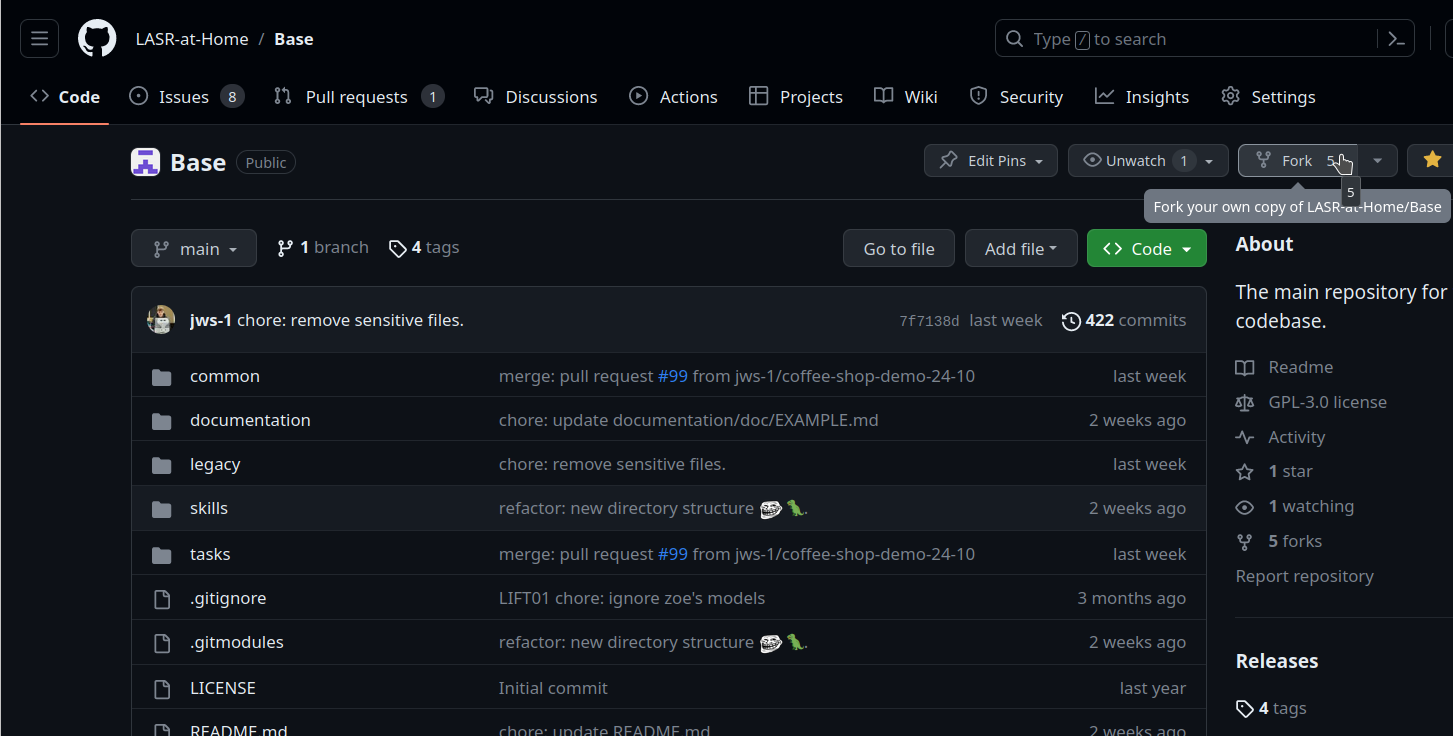 LASR-at-Home / Base
Type / to search
Code Issues 8 Pull requests 1 Discussions Actions Projects Wiki Security Insights Settings
Base Public Edit Pins Unwatch 1 Fork 5
5
Fork your own copy of LASR-at-Home/Base
main 1 branch 4 tags Go to file Add file <> Code
About
The main repository for
codebase.
jws-1 chore: remove sensitive files. 7f7138d last week 422 commits
common merge: pull request #99 from jws-1/coffee-shop-demo-24-10 last week
documentation chore: update documentation/doc/EXAMPLE.md 2 weeks ago
legacy chore: remove sensitive files. last week
skills refactor: new directory structure . 2 weeks ago
tasks merge: pull request #99 from jws-1/coffee-shop-demo-24-10 last week
.gitignore LIFT01 chore: ignore zoe's models 3 months ago
.gitmodules refactor: new directory structure . 2 weeks ago
LICENSE Initial commit last year
README.md chore: update README.md 2 weeks ago
Readme
GPL-3.0 license
Activity
1 star
1 watching
5 forks
Report repository
Releases
4 tags